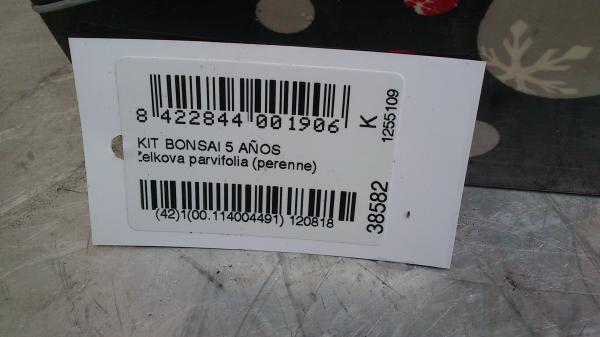 8 422844 001906
KIT BONSAI 5 AÑOS
Zelkova parvifolia (perenne)
(42)1(00.114004491) 120818
K
1255109
38582